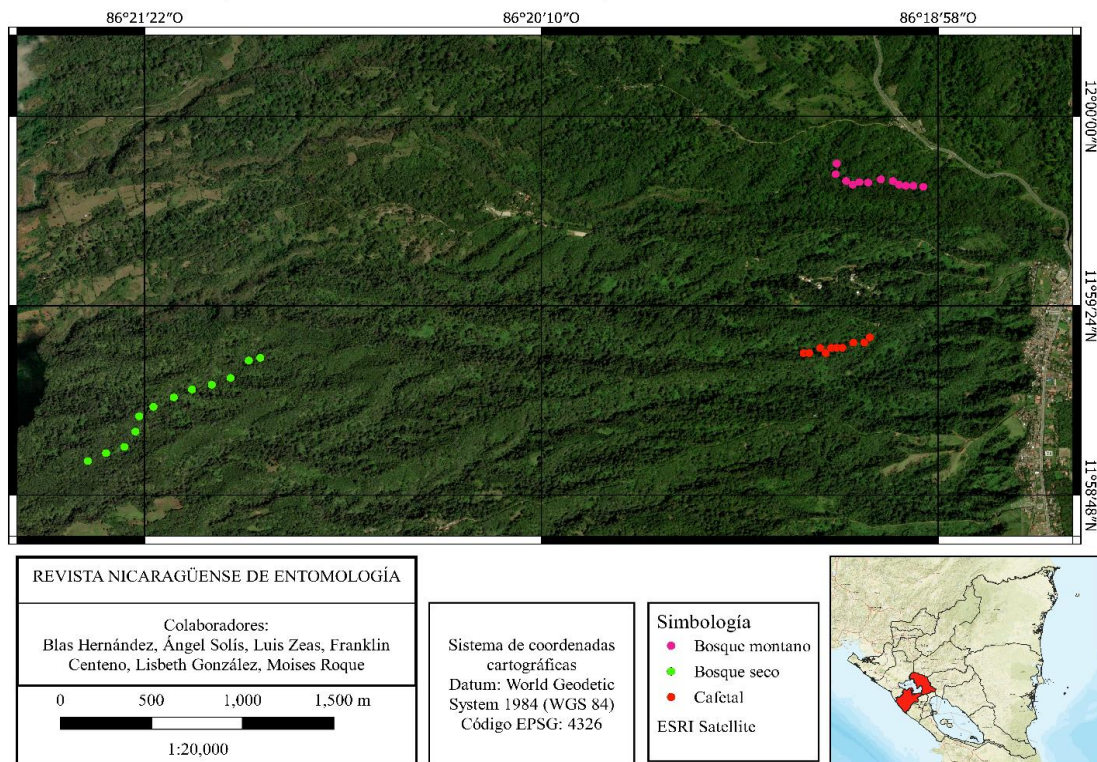 86°21'22"O 86°20'10"O 86°18'58"O
12°00'00"N
11°59'24"N
11°58'48"N
REVISTA NICARAGÜENSE DE ENTOMOLOGÍA
Colaboradores:
Blas Hernández, Ángel Solís, Luis Zeas, Franklin
Centeno, Lisbeth González, Moises Roque
0 500 1,000 1,500 m
1:20,000
Sistema de coordenadas
cartográficas
Datum: World Geodetic
System 1984 (WGS 84)
Código EPSG: 4326
Simbología
Bosque montano
Bosque seco
Cafetal
ESRI Satellite